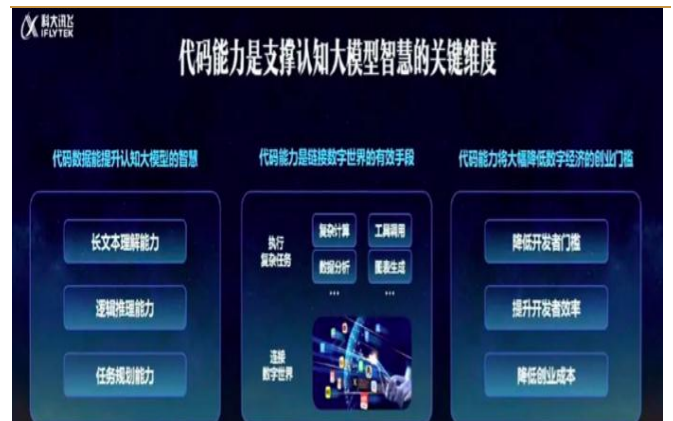 科大讯飞
iFLYTEK
代码能力是支撑认知大模型智慧的关键维度
代码数据能提升认知大模型的智慧
长文本理解能力
逻辑推理能力
任务规划能力
代码能力是链接数字世界的有效手段
执行
复杂任务
复杂计算
工具调用
数据分析
图表生成
...
...
连接
数字世界
代码能力将大幅降低数字经济的创业门槛
降低开发者门槛
提升开发者效率
降低创业成本